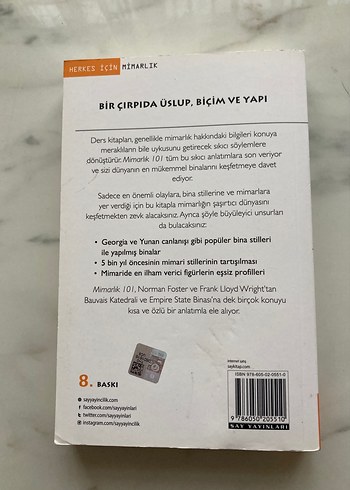 HERKES İÇİN MİMARLIK
BİR ÇIRPIDA ÜSLUP, BİÇİM VE YAPI
Ders kitapları, genellikle mimarlık hakkındaki bilgileri konuya
meraklıların bile uykusunu getirecek sıkıcı söylemlere
dönüştürür. Mimarlık 101 tüm bu sıkıcı anlatımlara son veriyor
ve sizi dünyanın en mükemmel binalarını keşfetmeye davet
ediyor.
Sadece en önemli olaylara, bina stillerine ve mimarlara
yer verdiği için bu kitapla mimarlığın şaşırtıcı dünyasını
keşfetmekten zevk alacaksınız. Ayrıca şöyle büyüleyici unsurları
da bulacaksınız:
• Georgia ve Yunan canlanışı gibi popüler bina stilleri
ile yapılmış binalar
• 5 bin yıl öncesinin mimari stillerinin tartışılması
• Mimaride en ilham verici figürlerin eşsiz profilleri
Mimarlık 101, Norman Foster ve Frank Lloyd Wright'tan
Bauvais Katedrali ve Empire State Binası'na dek birçok konuyu
kısa ve özlü bir anlatımla ele alıyor.
8. BASKI
sayyayincilik.com
facebook.com/sayyayinlari
twitter.com/sayyayinlari
instagram.com/sayyayincilik
internet satış
saykitap.com
ISBN 978-605-02-0551-0
9 786050 205510
SAY YAYINLARI